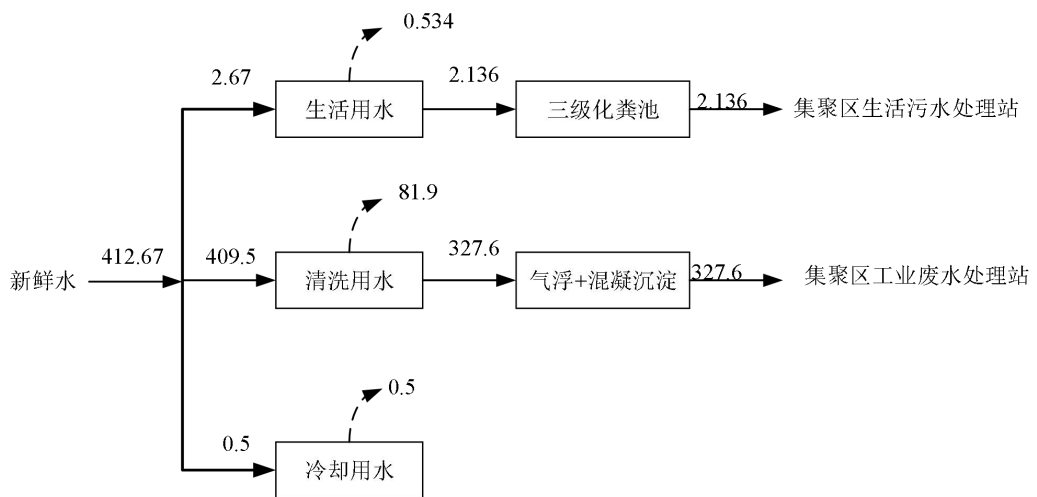 0.534
2.67
2.136
生活用水
三级化粪池
2.136
集聚区生活污水处理站
81.9
412.67
409.5
327.6
新鲜水
清洗用水
气浮+混凝沉淀
327.6
集聚区工业废水处理站
0.5
0.5
冷却用水